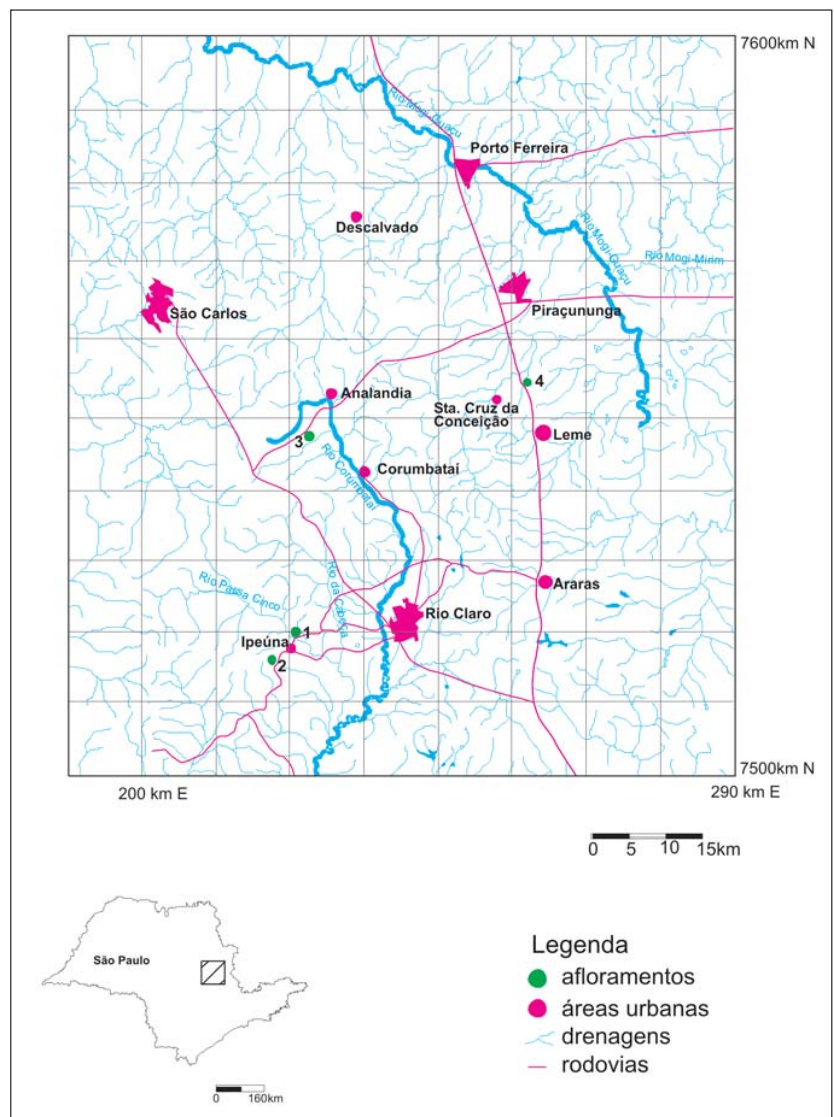 7600km N
Rio Mogi-Guaçu
Porto Ferreira
Descalvado
Rio Mogi-Guaçu
Rio Mogi-Mirim
São Carlos
Piraçununga
4
Analandia
Sta. Cruz da
Conceição
Leme
3
Rio Corumbataí
Corumbataí
Rio Passa Cinco
Rio da Cabeça
Araras
Rio Claro
1
Ipeúna
2
7500km N
200 km E
290 km E
0 5 10 15km
São Paulo
Legenda
afloramentos
áreas urbanas
drenagens
rodovias
0 160km